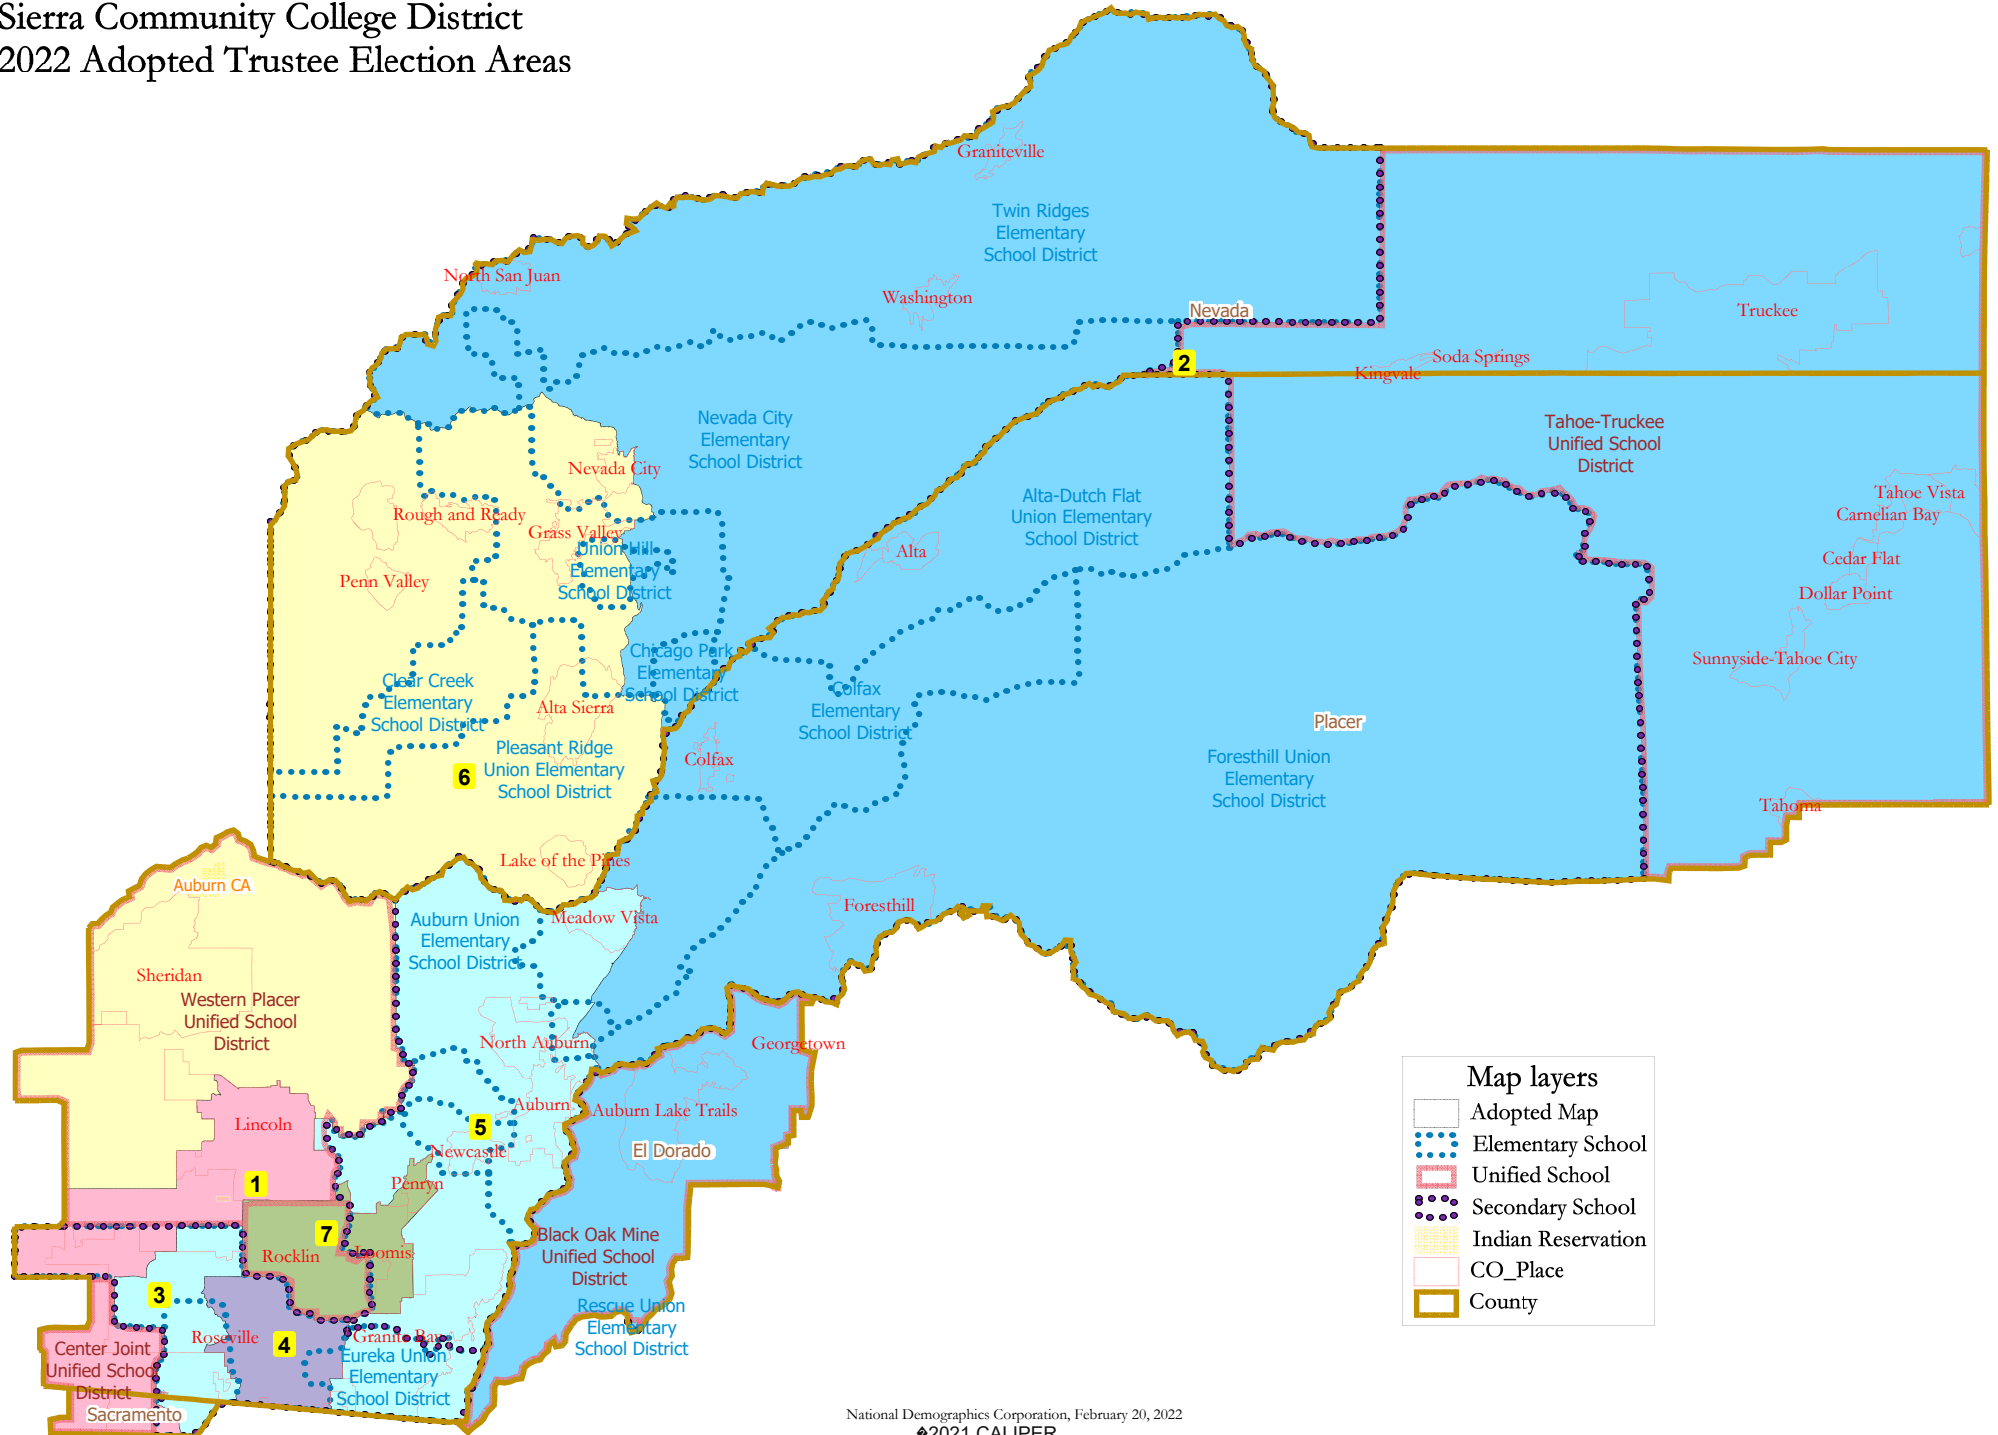 Sierra Community College District
2022 Adopted Trustee Election Areas
Graniteville
Twin Ridges
Elementary
School District
North San Juan
Washington
Nevada
Truckee
2
Soda Springs
Kingvale
Nevada City
Elementary
School District
Tahoe-Truckee
Unified School
District
Nevada City
Rough and Ready
Grass Valley
Union Hill
Elementary
School District
Penn Valley
Alta-Dutch Flat
Union Elementary
School District
Alta
Tahoe Vista
Carnelian Bay
Cedar Flat
Dollar Point
Sunnyside-Tahoe City
Chicago Park
Elementary
School District
Clear Creek
Elementary
School District
Alta Sierra
Colfax
Elementary
School District
Placer
Pleasant Ridge
Union Elementary
School District
6
Colfax
Foresthill Union
Elementary
School District
Tahoma
Lake of the Pines
Auburn CA
Auburn Union
Elementary
School District
Meadow Vista
Foresthill
Sheridan
Western Placer
Unified School
District
North Auburn
Georgetown
Lincoln
Auburn
Auburn Lake Trails
5
Newcastle
El Dorado
1
Penryn
7
Rocklin
Loomis
Black Oak Mine
Unified School
District
3
Rescue Union
Elementary
School District
Roseville
4
Granite Bay
Eureka Union
Elementary
School District
Center Joint
Unified School
District
Sacramento
Map layers
Adopted Map
Elementary School
Unified School
Secondary School
Indian Reservation
CO_Place
County
National Demographics Corporation, February 20, 2022
�2021 CALIPER